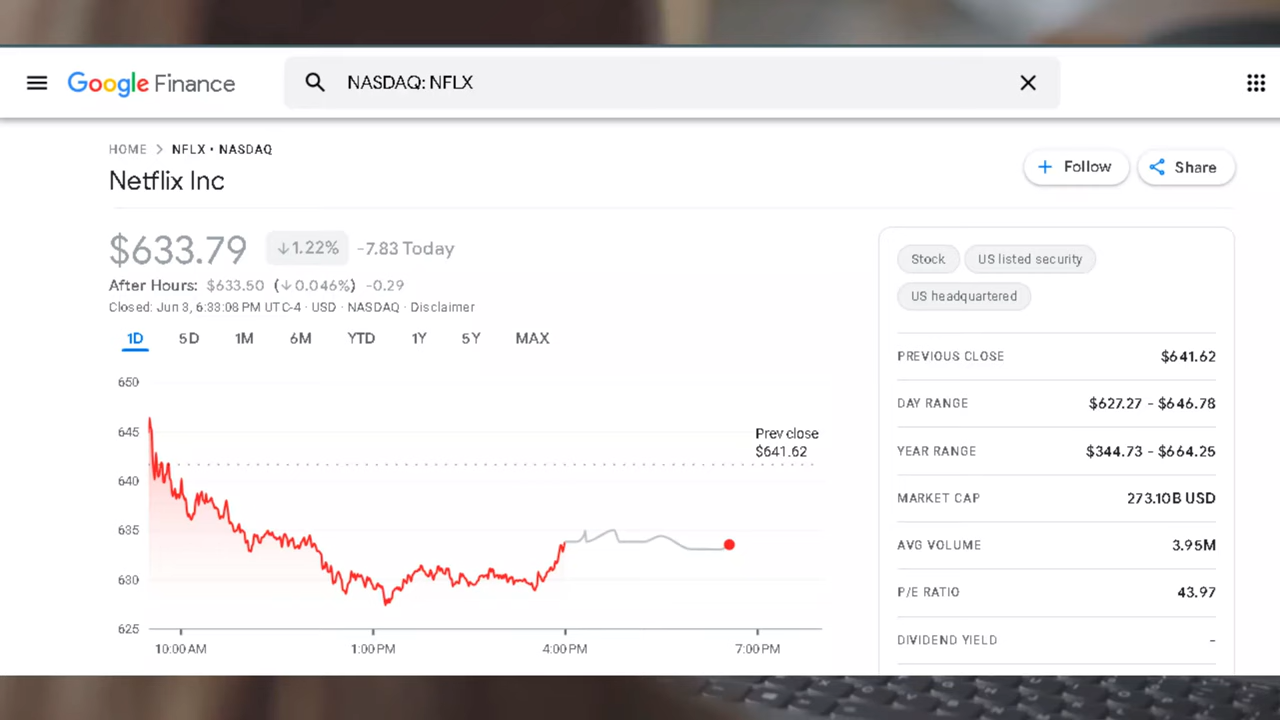 Google Finance
NASDAQ: NFLX
HOME > NFLX • NASDAQ
Netflix Inc
Follow
Share
$633.79 ↓1.22% -7.83 Today
After Hours: $633.50 (↓0.046%) -0.29
Closed: Jun 3, 6:33:08 PM UTC-4 · USD · NASDAQ · Disclaimer
1D 5D 1M 6M YTD 1Y 5Y MAX
650
645
640
635
630
625
Prev close
$641.62
10:00 AM 1:00 PM 4:00 PM 7:00 PM
Stock US listed security
US headquartered
PREVIOUS CLOSE $641.62
DAY RANGE $627.27 - $646.78
YEAR RANGE $344.73 - $664.25
MARKET CAP 273.10B USD
AVG VOLUME 3.95M
P/E RATIO 43.97
DIVIDEND YIELD -